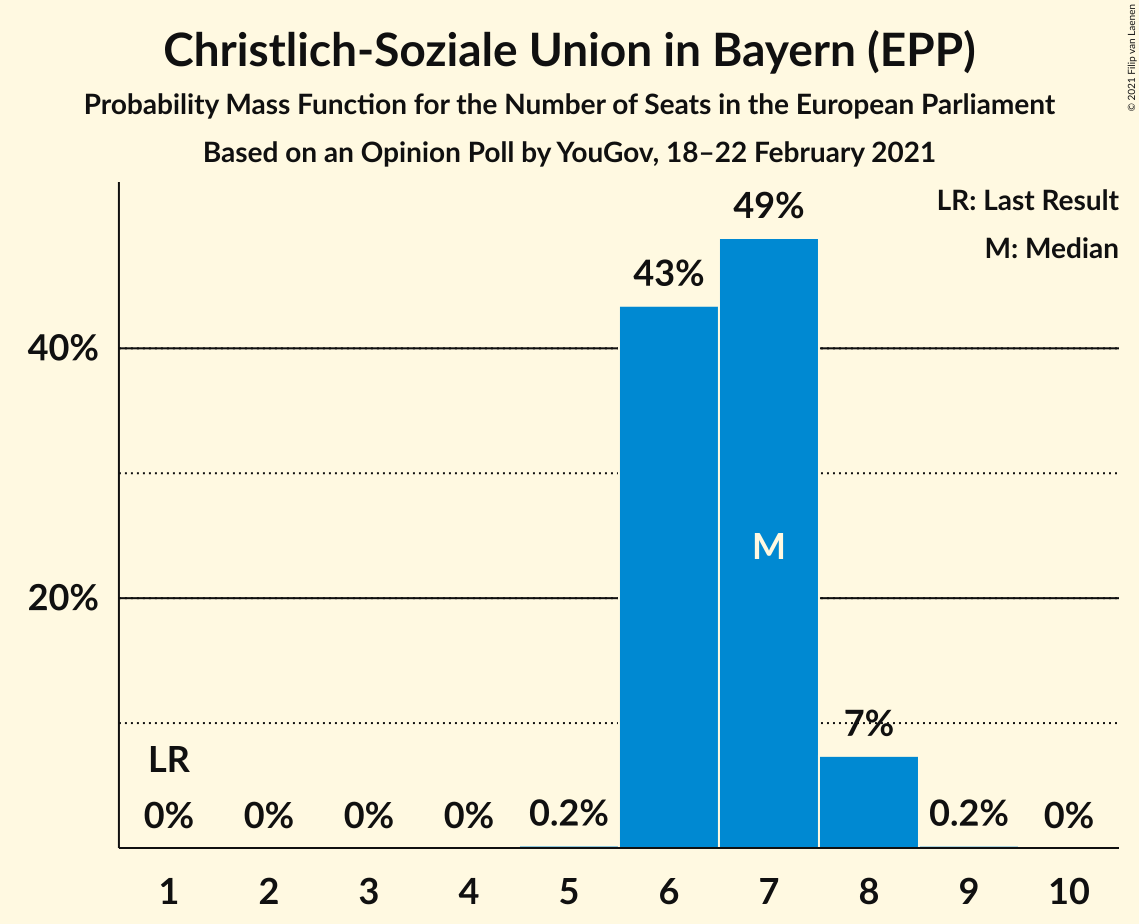 Christlich-Soziale Union in Bayern (EPP)
Probability Mass Function for the Number of Seats in the European Parliament
Based on an Opinion Poll by YouGov, 18–22 February 2021
© 2021 Filip van Laenen
LR: Last Result
M: Median
49%
43%
40%
M
20%
7%
LR
0% 0% 0% 0% 0.2% 0.2% 0%
1 2 3 4 5 6 7 8 9 10